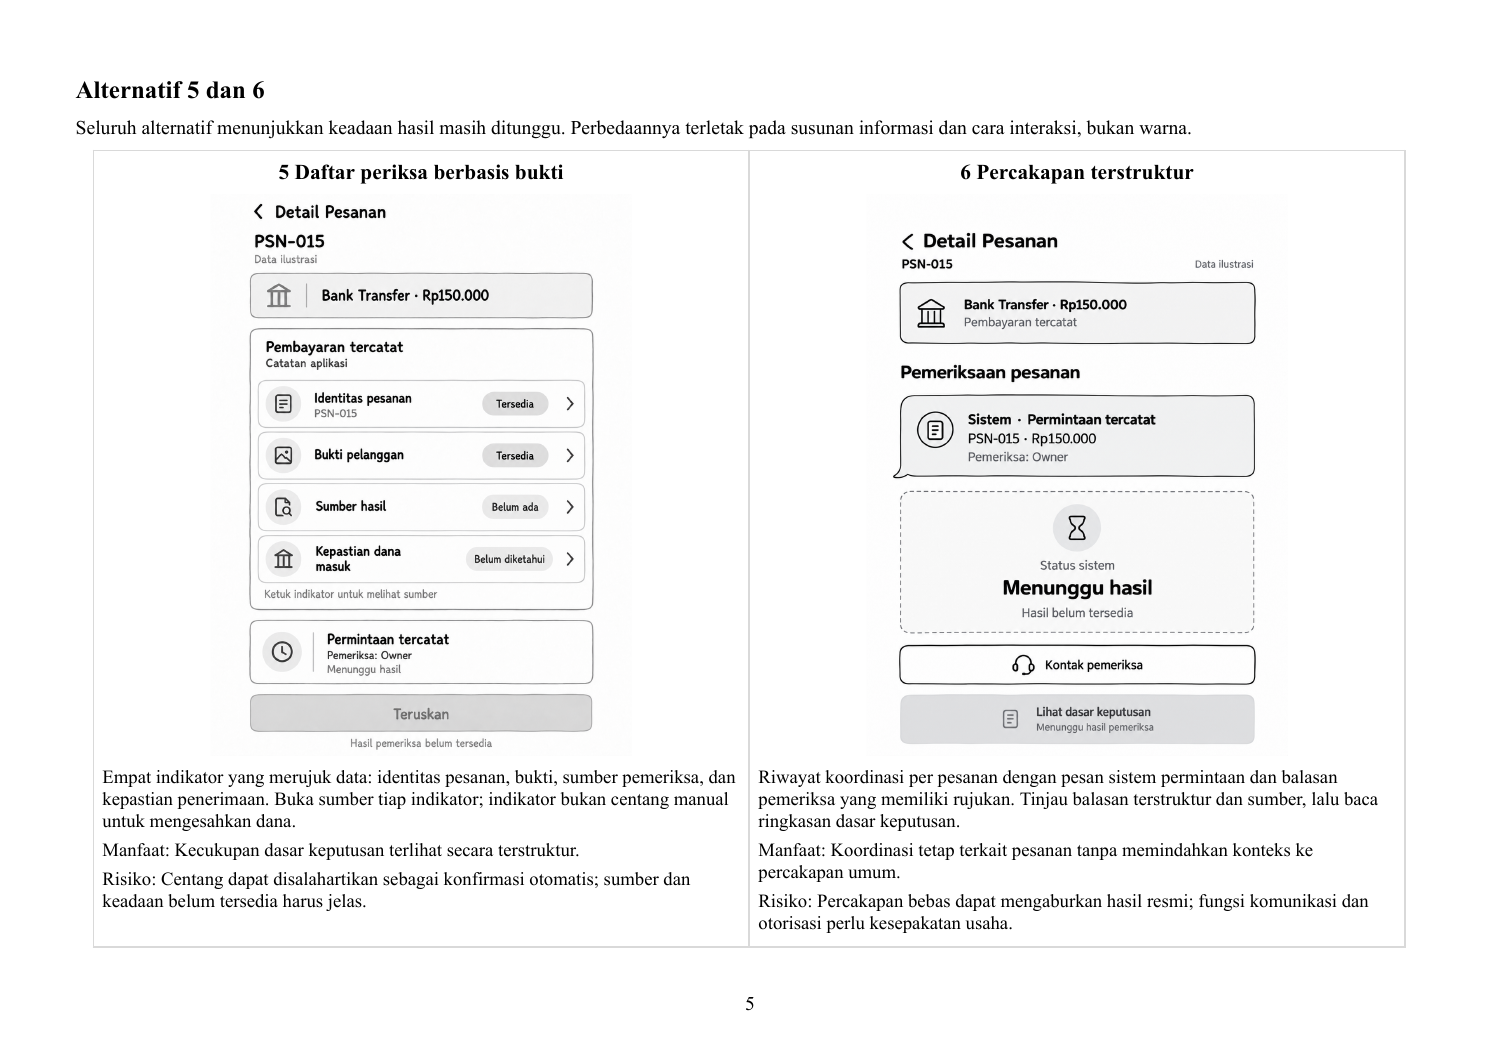 Alternatif 5 dan 6
Seluruh alternatif menunjukkan keadaan hasil masih ditunggu. Perbedaannya terletak pada susunan informasi dan cara interaksi, bukan warna.
5 Daftar periksa berbasis bukti
Detail Pesanan
PSN-015
Data ilustrasi
Bank Transfer · Rp150.000
Pembayaran tercatat
Catatan aplikasi
Identitas pesanan
PSN-015
Tersedia
Bukti pelanggan
Tersedia
Sumber hasil
Belum ada
Kepastian dana
masuk
Belum diketahui
Ketuk indikator untuk melihat sumber
Permintaan tercatat
Pemeriksa: Owner
Menunggu hasil
Teruskan
Hasil pemeriksa belum tersedia
Empat indikator yang merujuk data: identitas pesanan, bukti, sumber pemeriksa, dan
kepastian penerimaan. Buka sumber tiap indikator; indikator bukan centang manual
untuk mengesahkan dana.
Manfaat: Kecukupan dasar keputusan terlihat secara terstruktur.
Risiko: Centang dapat disalahartikan sebagai konfirmasi otomatis; sumber dan
keadaan belum tersedia harus jelas.
6 Percakapan terstruktur
Detail Pesanan
PSN-015
Data ilustrasi
Bank Transfer · Rp150.000
Pembayaran tercatat
Pemeriksaan pesanan
Sistem · Permintaan tercatat
PSN-015 · Rp150.000
Pemeriksa: Owner
Status sistem
Menunggu hasil
Hasil belum tersedia
Kontak pemeriksa
Lihat dasar keputusan
Menunggu hasil pemeriksa
Riwayat koordinasi per pesanan dengan pesan sistem permintaan dan balasan
pemeriksa yang memiliki rujukan. Tinjau balasan terstruktur dan sumber, lalu baca
ringkasan dasar keputusan.
Manfaat: Koordinasi tetap terkait pesanan tanpa memindahkan konteks ke
percakapan umum.
Risiko: Percakapan bebas dapat mengaburkan hasil resmi; fungsi komunikasi dan
otorisasi perlu kesepakatan usaha.
5